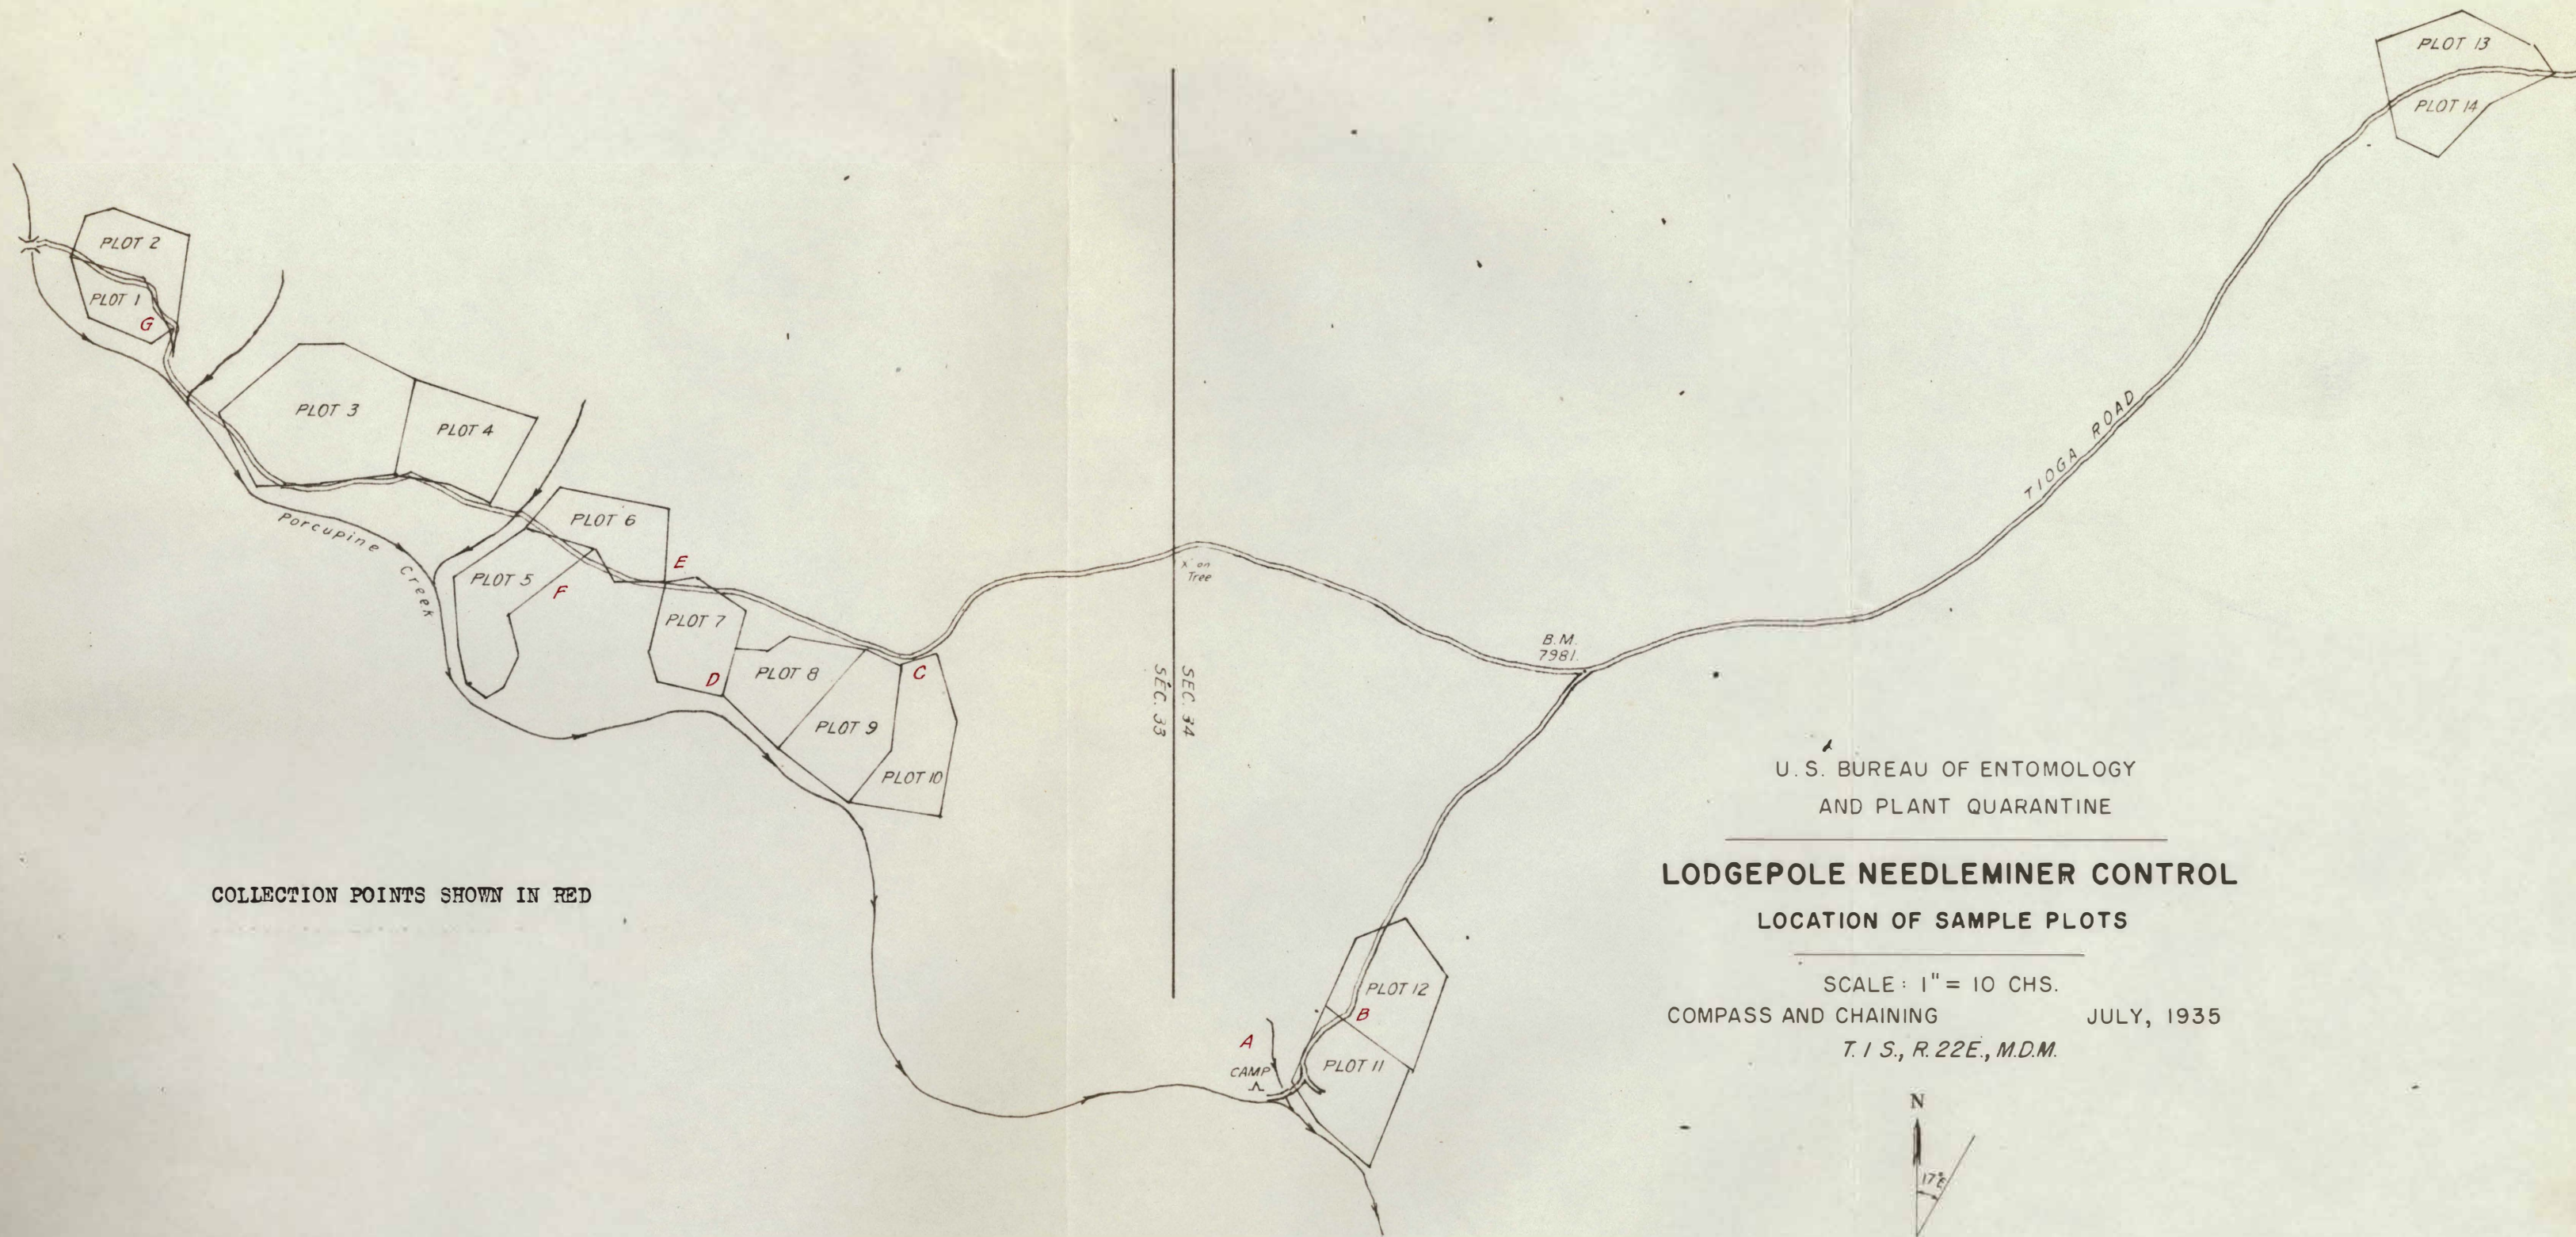 PLOT 13
PLOT 14
PLOT 2
PLOT 1
G
PLOT 3
PLOT 4
TIOGA ROAD
Porcupine Creek
PLOT 6
PLOT 5
E
F
"X" on
Tree
PLOT 7
D
PLOT 8
C
PLOT 9
PLOT 10
SEC. 34
SEC. 33
B.M.
7981.
U. S. BUREAU OF ENTOMOLOGY
AND PLANT QUARANTINE
LODGEPOLE NEEDLEMINER CONTROL
LOCATION OF SAMPLE PLOTS
SCALE: 1" = 10 CHS.
COMPASS AND CHAINING JULY, 1935
T. 1 S., R. 22E., M.D.M.
COLLECTION POINTS SHOWN IN RED
PLOT 12
B
A
CAMP
PLOT 11
N
17°E